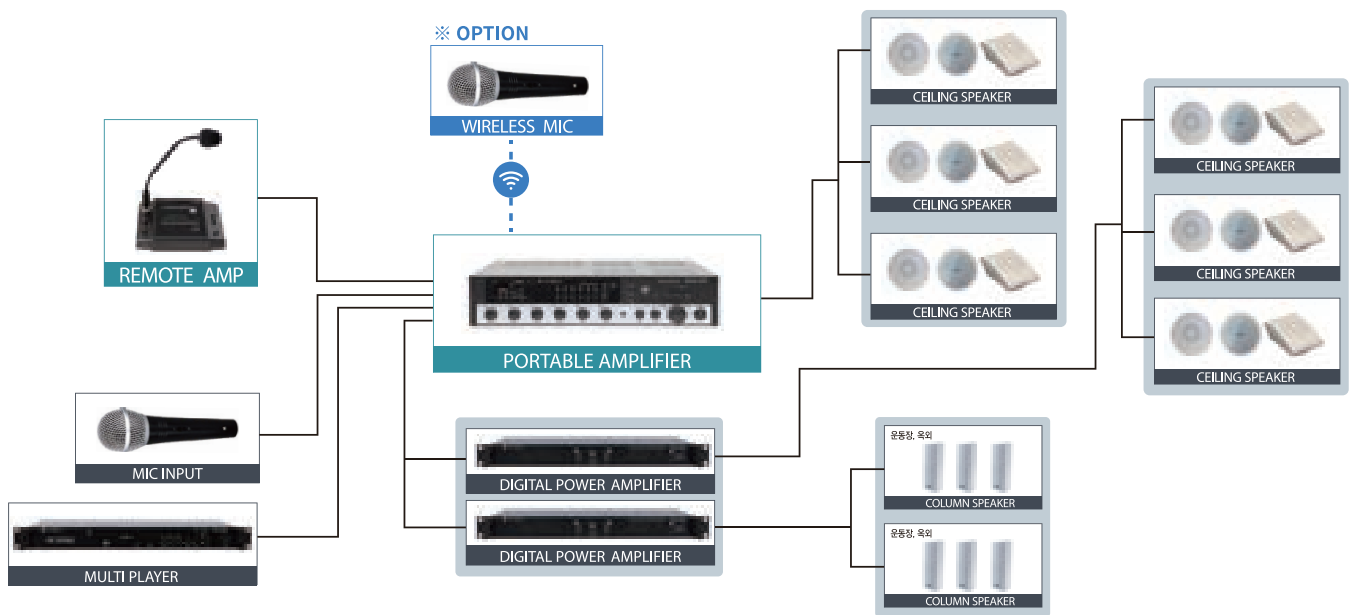 ※ OPTION
WIRELESS MIC
REMOTE AMP
PORTABLE AMPLIFIER
MIC INPUT
MULTI PLAYER
DIGITAL POWER AMPLIFIER
DIGITAL POWER AMPLIFIER
CEILING SPEAKER
CEILING SPEAKER
CEILING SPEAKER
CEILING SPEAKER
CEILING SPEAKER
CEILING SPEAKER
운동장, 옥외
COLUMN SPEAKER
운동장, 옥외
COLUMN SPEAKER